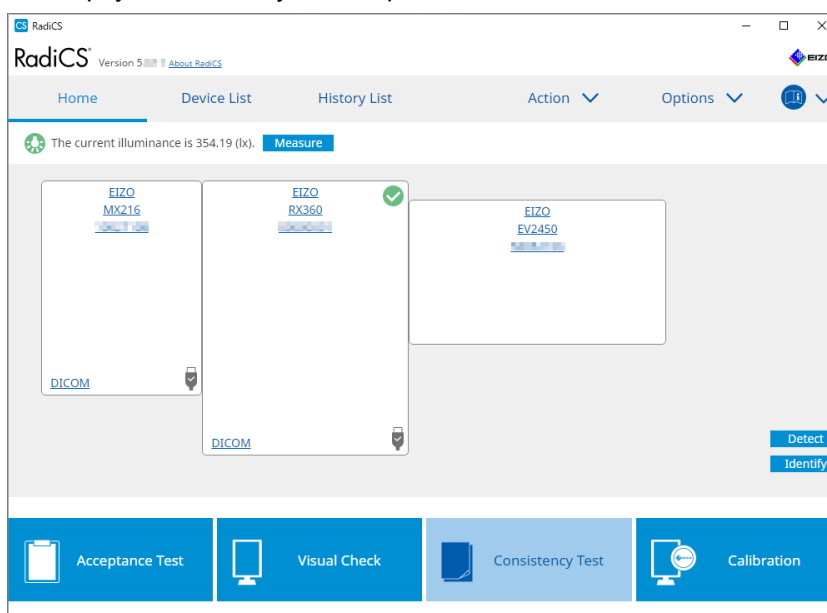 CS RadiCS
RadiCS Version 5. About RadiCS
EIZO
Home Device List History List Action Options
The current illuminance is 354.19 (lx). Measure
EIZO
MX216
DICOM
EIZO
RX360
DICOM
EIZO
EV2450
Detect
Identify
Acceptance Test Visual Check Consistency Test Calibration